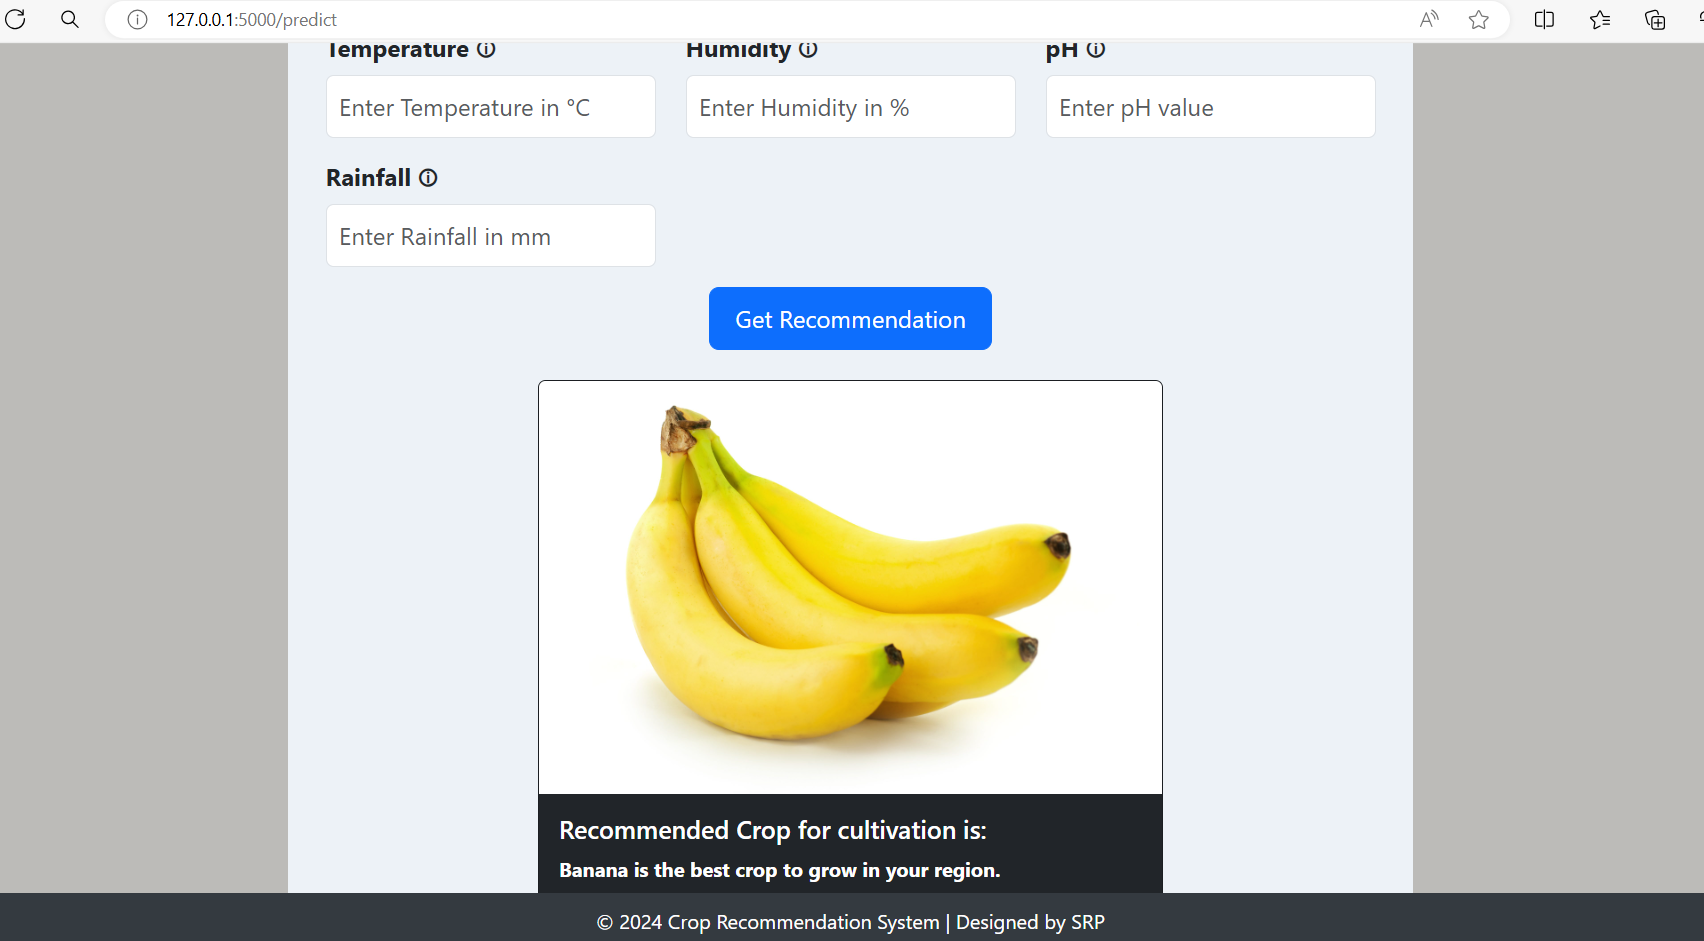 127.0.0.1:5000/predict
Temperature Humidity pH
Enter Temperature in °C Enter Humidity in % Enter pH value
Rainfall
Enter Rainfall in mm
Get Recommendation
Recommended Crop for cultivation is:
Banana is the best crop to grow in your region.
© 2024 Crop Recommendation System | Designed by SRP